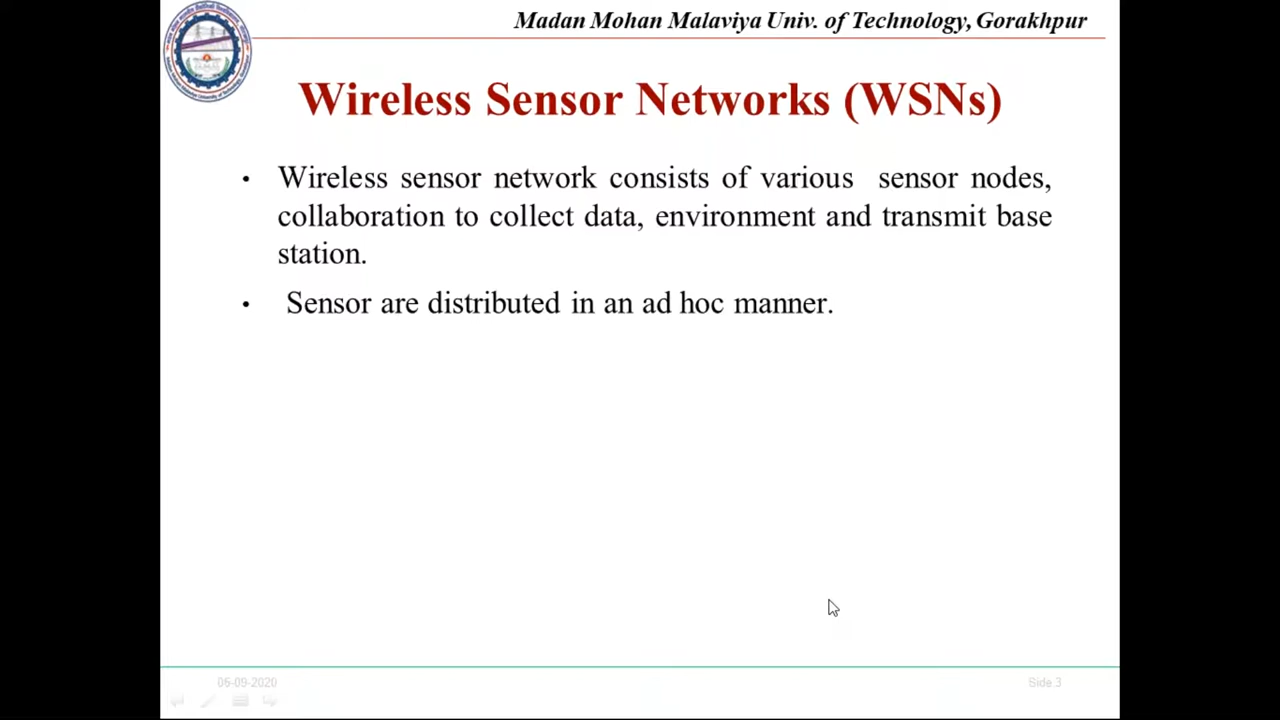 Madan Mohan Malaviya Univ. of Technology, Gorakhpur
Wireless Sensor Networks (WSNs)
• Wireless sensor network consists of various sensor nodes,
collaboration to collect data, environment and transmit base
station.
• Sensor are distributed in an ad hoc manner.
06-09-2020
Side 3